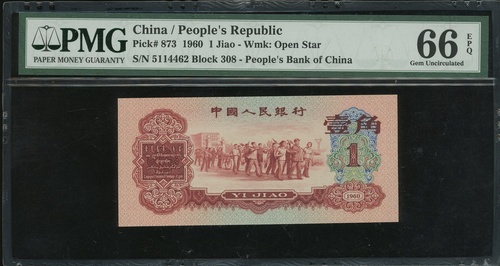 PMG
PAPER MONEY GUARANTY
China / People's Republic
Pick# 873 1960 1 Jiao - Wmk: Open Star
S/N 5114462 Block 308 - People's Bank of China
66
EPQ
Gem Uncirculated
中國人民銀行
壹角
1
YI JIAO
1960